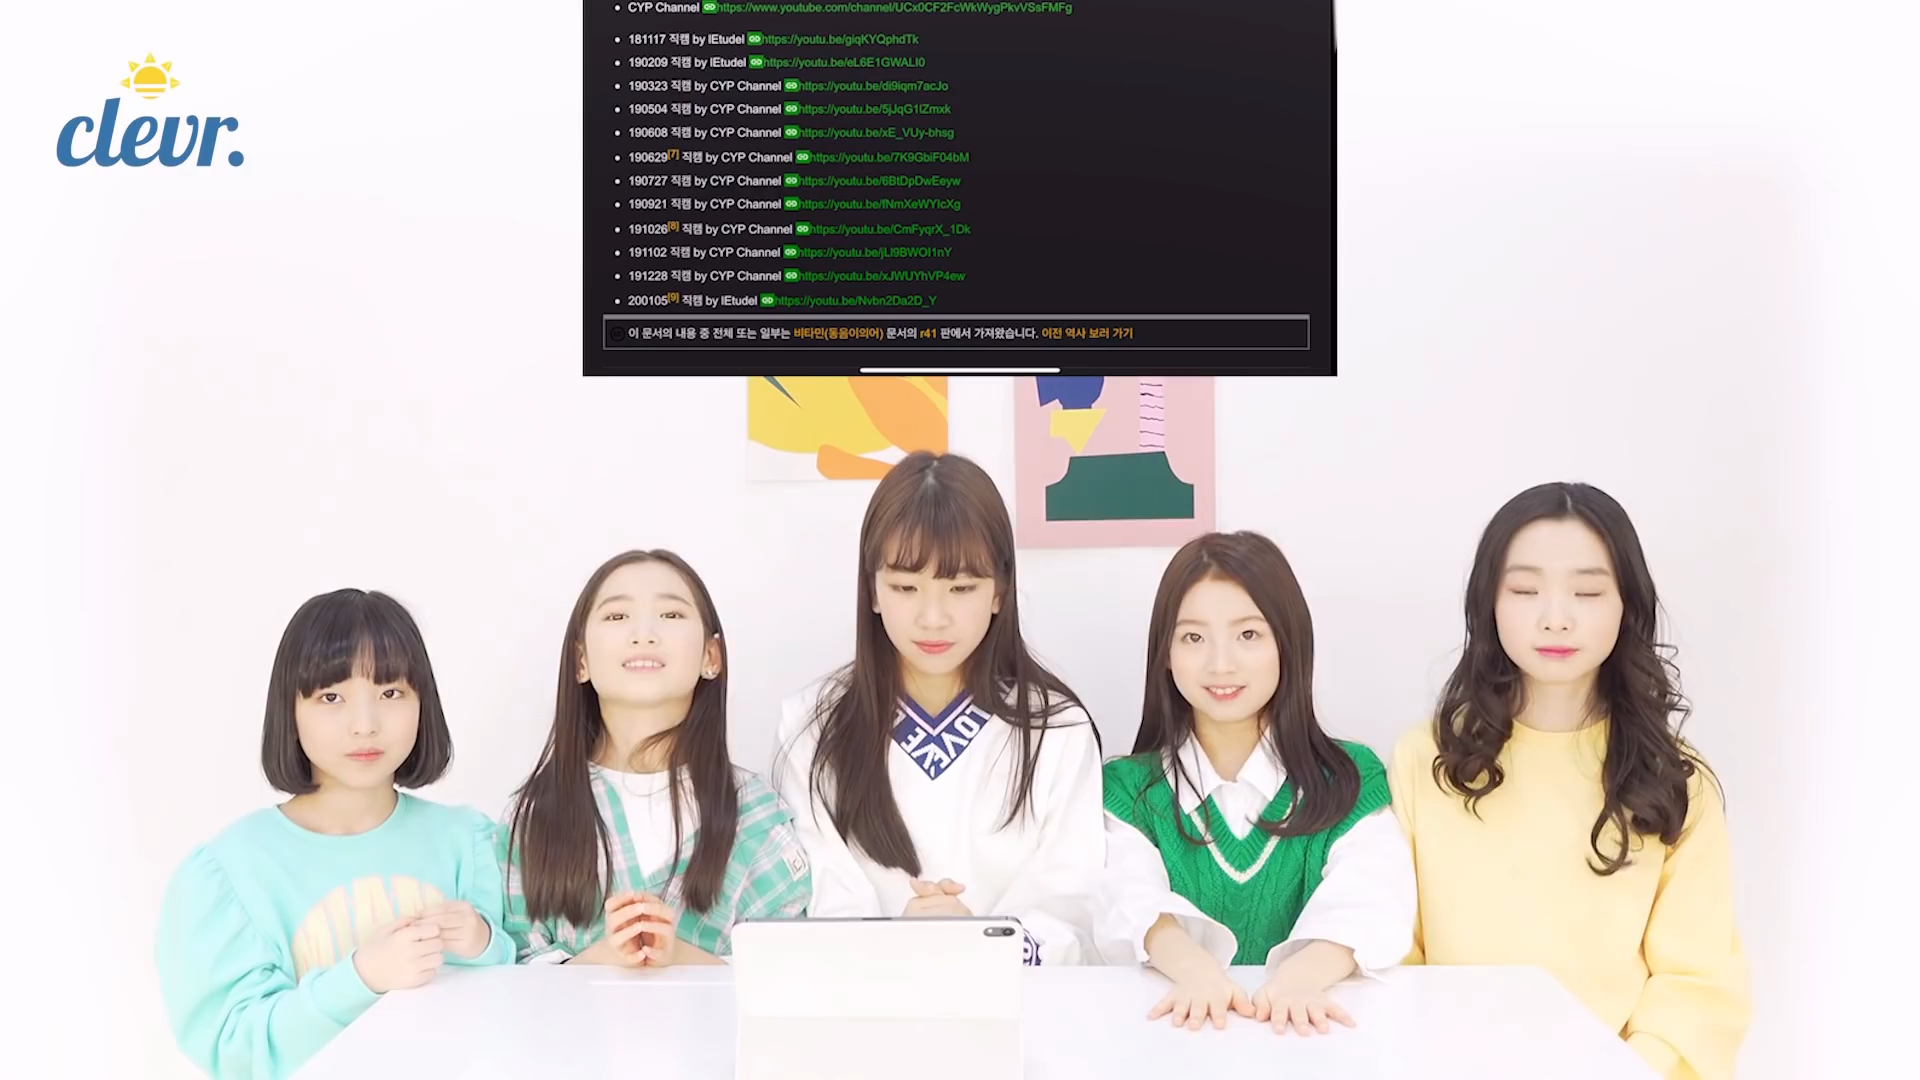 CYP Channel https://www.youtube.com/channel/UCx0CF2FcWkWygPkvVSsFMFg
181117 직캠 by lEtudel https://youtu.be/giqKYQphdTk
190209 직캠 by lEtudel https://youtu.be/eL6E1GWALI0
190323 직캠 by CYP Channel https://youtu.be/di9iqm7acJo
190504 직캠 by CYP Channel https://youtu.be/5jJqG1lZmxk
190608 직캠 by CYP Channel https://youtu.be/xE_VUy-bhsg
190629[7] 직캠 by CYP Channel https://youtu.be/7K9GbiF04bM
190727 직캠 by CYP Channel https://youtu.be/6BtDpDwEeyw
190921 직캠 by CYP Channel https://youtu.be/fNmXeWYIcXg
191026[8] 직캠 by CYP Channel https://youtu.be/CmFyqrX_1Dk
191102 직캠 by CYP Channel https://youtu.be/jLl9BWOI1nY
191228 직캠 by CYP Channel https://youtu.be/xJWUYhVP4ew
200105[9] 직캠 by lEtudel https://youtu.be/Nvbn2Da2D_Y
이 문서의 내용 중 전체 또는 일부는 비타민(동음이의어) 문서의 r41 판에서 가져왔습니다. 이전 역사 보러 가기
clevr.
LOVE
MIAMI